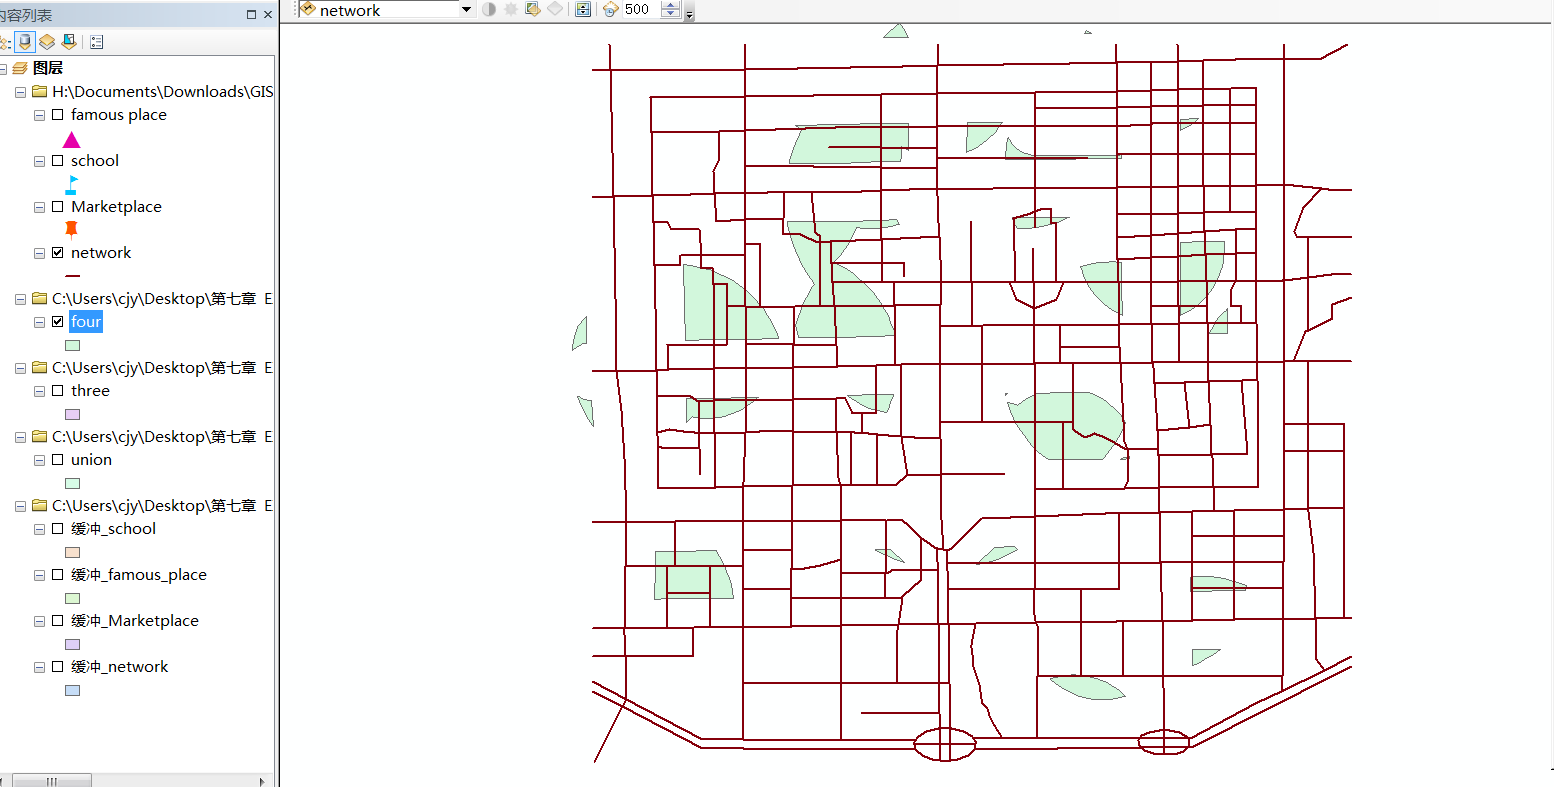 内容列表
network
500
图层
H:\Documents\Downloads\GIS
famous place
school
Marketplace
network
C:\Users\cjy\Desktop\第七章 E
four
C:\Users\cjy\Desktop\第七章 E
three
C:\Users\cjy\Desktop\第七章 E
union
C:\Users\cjy\Desktop\第七章 E
缓冲_school
缓冲_famous_place
缓冲_Marketplace
缓冲_network